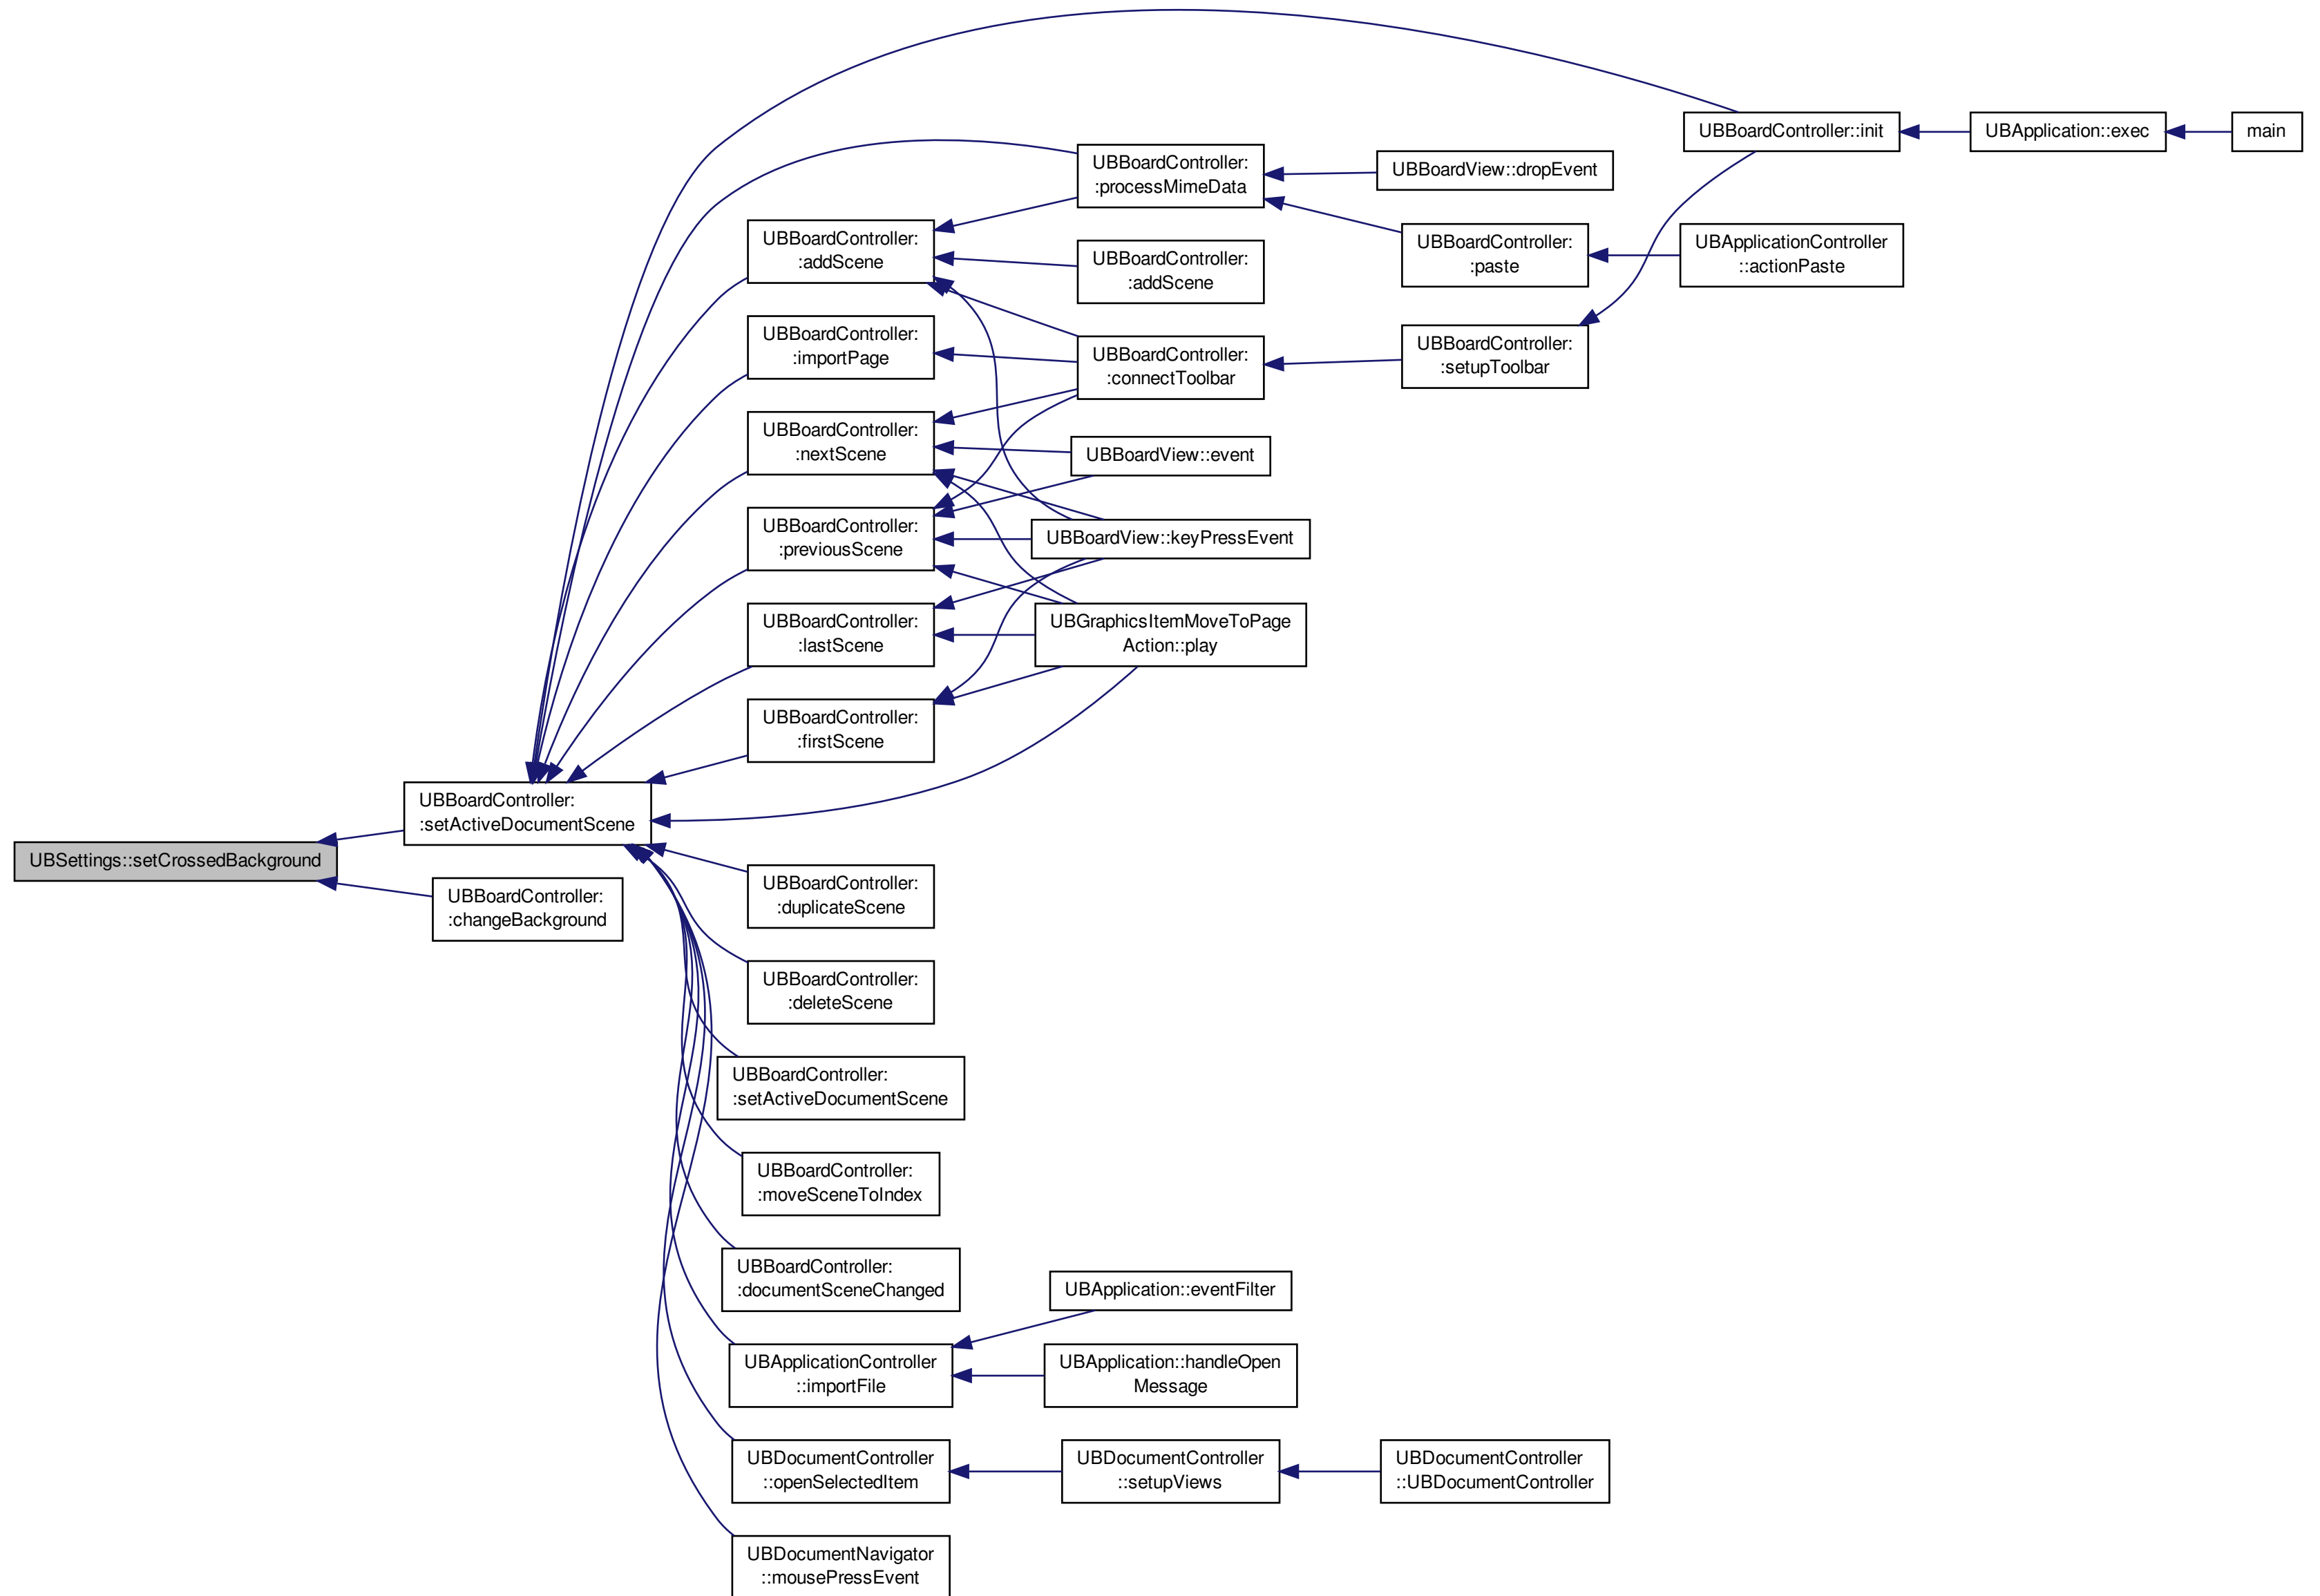 UBBoardController::init
UBApplication::exec
main
UBBoardController:
:processMimeData
UBBoardView::dropEvent
UBBoardController:
:addScene
UBBoardController:
:paste
UBApplicationController
::actionPaste
UBBoardController:
:addScene
UBBoardController:
:importPage
UBBoardController:
:connectToolbar
UBBoardController:
:setupToolbar
UBBoardController:
:nextScene
UBBoardView::event
UBBoardController:
:previousScene
UBBoardView::keyPressEvent
UBBoardController:
:lastScene
UBGraphicsItemMoveToPage
Action::play
UBBoardController:
:firstScene
UBBoardController:
:setActiveDocumentScene
UBSettings::setCrossedBackground
UBBoardController:
:changeBackground
UBBoardController:
:duplicateScene
UBBoardController:
:deleteScene
UBBoardController:
:setActiveDocumentScene
UBBoardController:
:moveSceneToIndex
UBBoardController:
:documentSceneChanged
UBApplication::eventFilter
UBApplicationController
::importFile
UBApplication::handleOpen
Message
UBDocumentController
::openSelectedItem
UBDocumentController
::setupViews
UBDocumentController
::UBDocumentController
UBDocumentNavigator
::mousePressEvent